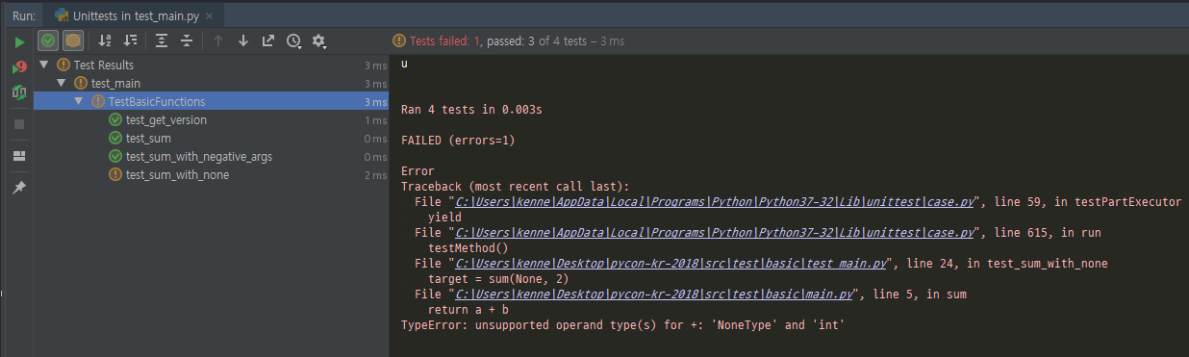 Run: Unittests in test_main.py ×
Tests failed: 1, passed: 3 of 4 tests – 3 ms
Test Results 3 ms
test_main 3 ms
TestBasicFunctions 3 ms
test_get_version 1 ms
test_sum 0 ms
test_sum_with_negative_args 0 ms
test_sum_with_none 2 ms
u
Ran 4 tests in 0.003s
FAILED (errors=1)
Error
Traceback (most recent call last):
File "C:\Users\kenne\AppData\Local\Programs\Python\Python37-32\Lib\unittest\case.py", line 59, in testPartExecutor
yield
File "C:\Users\kenne\AppData\Local\Programs\Python\Python37-32\Lib\unittest\case.py", line 615, in run
testMethod()
File "C:\Users\kenne\Desktop\pycon-kr-2018\src\test\basic\test_main.py", line 24, in test_sum_with_none
target = sum(None, 2)
File "C:\Users\kenne\Desktop\pycon-kr-2018\src\test\basic\main.py", line 5, in sum
return a + b
TypeError: unsupported operand type(s) for +: 'NoneType' and 'int'